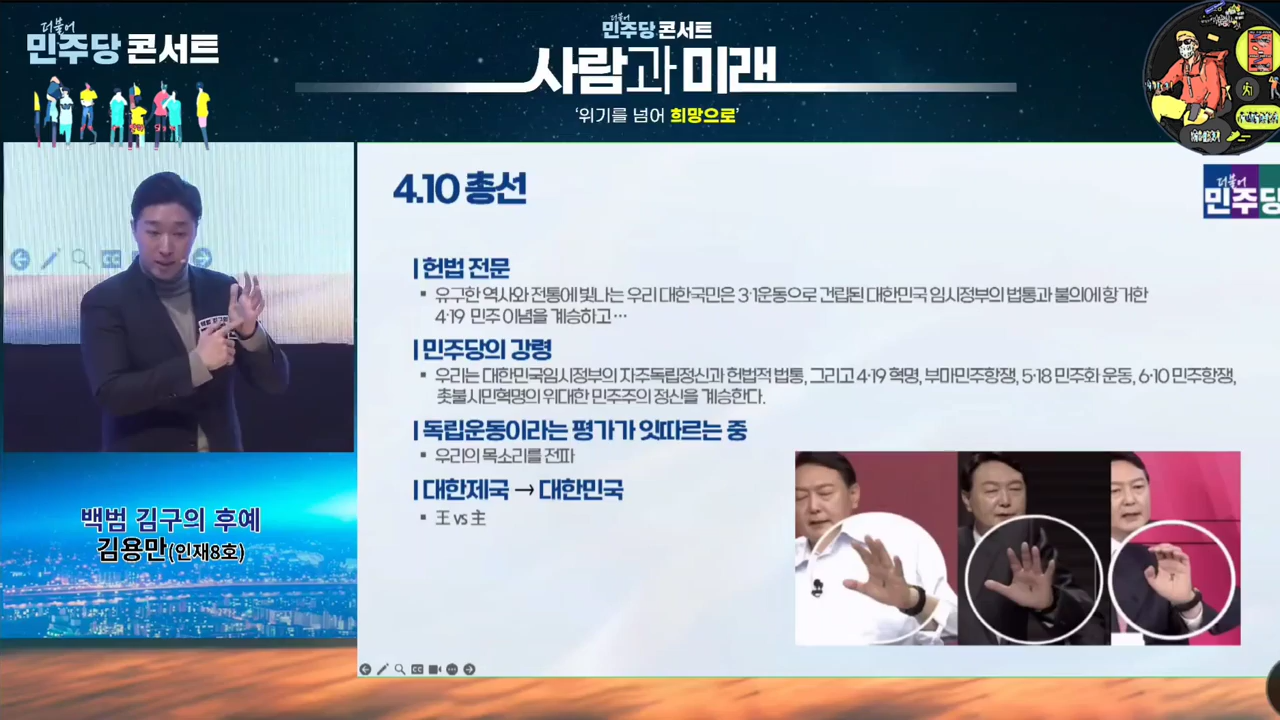 더불어
민주당 콘서트
더불어
민주당 콘서트
사람과 미래
'위기를 넘어 희망으로'
4.10 총선
더불어
민주당
헌법 전문
▪ 유구한 역사와 전통에 빛나는 우리 대한국민은 3·1운동으로 건립된 대한민국 임시정부의 법통과 불의에 항거한
4·19 민주 이념을 계승하고…
민주당의 강령
▪ 우리는 대한민국임시정부의 자주독립정신과 헌법적 법통, 그리고 4·19 혁명, 부마민주항쟁, 5·18 민주화 운동, 6·10 민주항쟁,
촛불시민혁명의 위대한 민주주의 정신을 계승한다.
독립운동이라는 평가가 잇따르는 중
▪ 우리의 목소리를 전파
대한제국 → 대한민국
▪ 王 vs 主
CC
CC
백범 김구의 후예
김용만(인재8호)